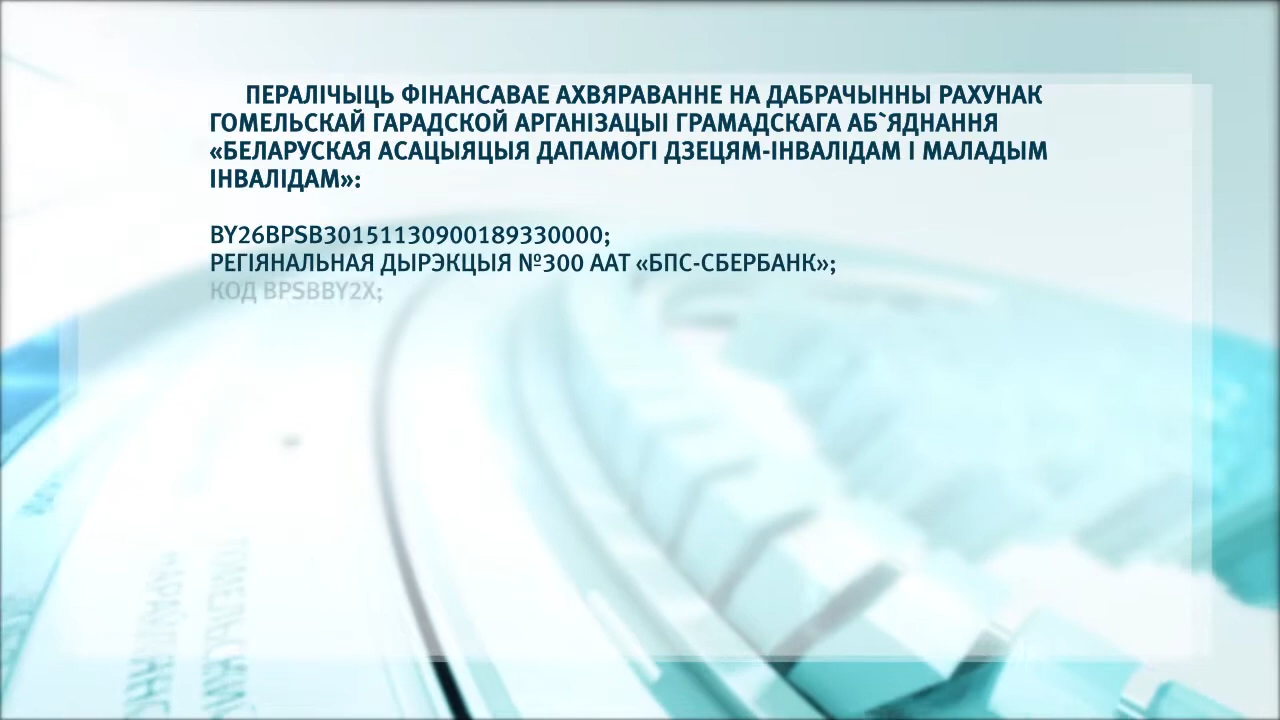 ПЕРАЛІЧЫЦЬ ФІНАНСАВАЕ АХВЯРАВАННЕ НА ДАБРАЧЫННЫ РАХУНАК
ГОМЕЛЬСКАЙ ГАРАДСКОЙ АРГАНІЗАЦЫІ ГРАМАДСКАГА АБ`ЯДНАННЯ
«БЕЛАРУСКАЯ АСАЦЫЯЦЫЯ ДАПАМОГІ ДЗЕЦЯМ-ІНВАЛІДАМ І МАЛАДЫМ
ІНВАЛІДАМ»:
BY26BPSB30151130900189330000;
РЕГІЯНАЛЬНАЯ ДЫРЭКЦЫЯ №300 ААТ «БПС-СБЕРБАНК»;
КОД BPSBBY2X;